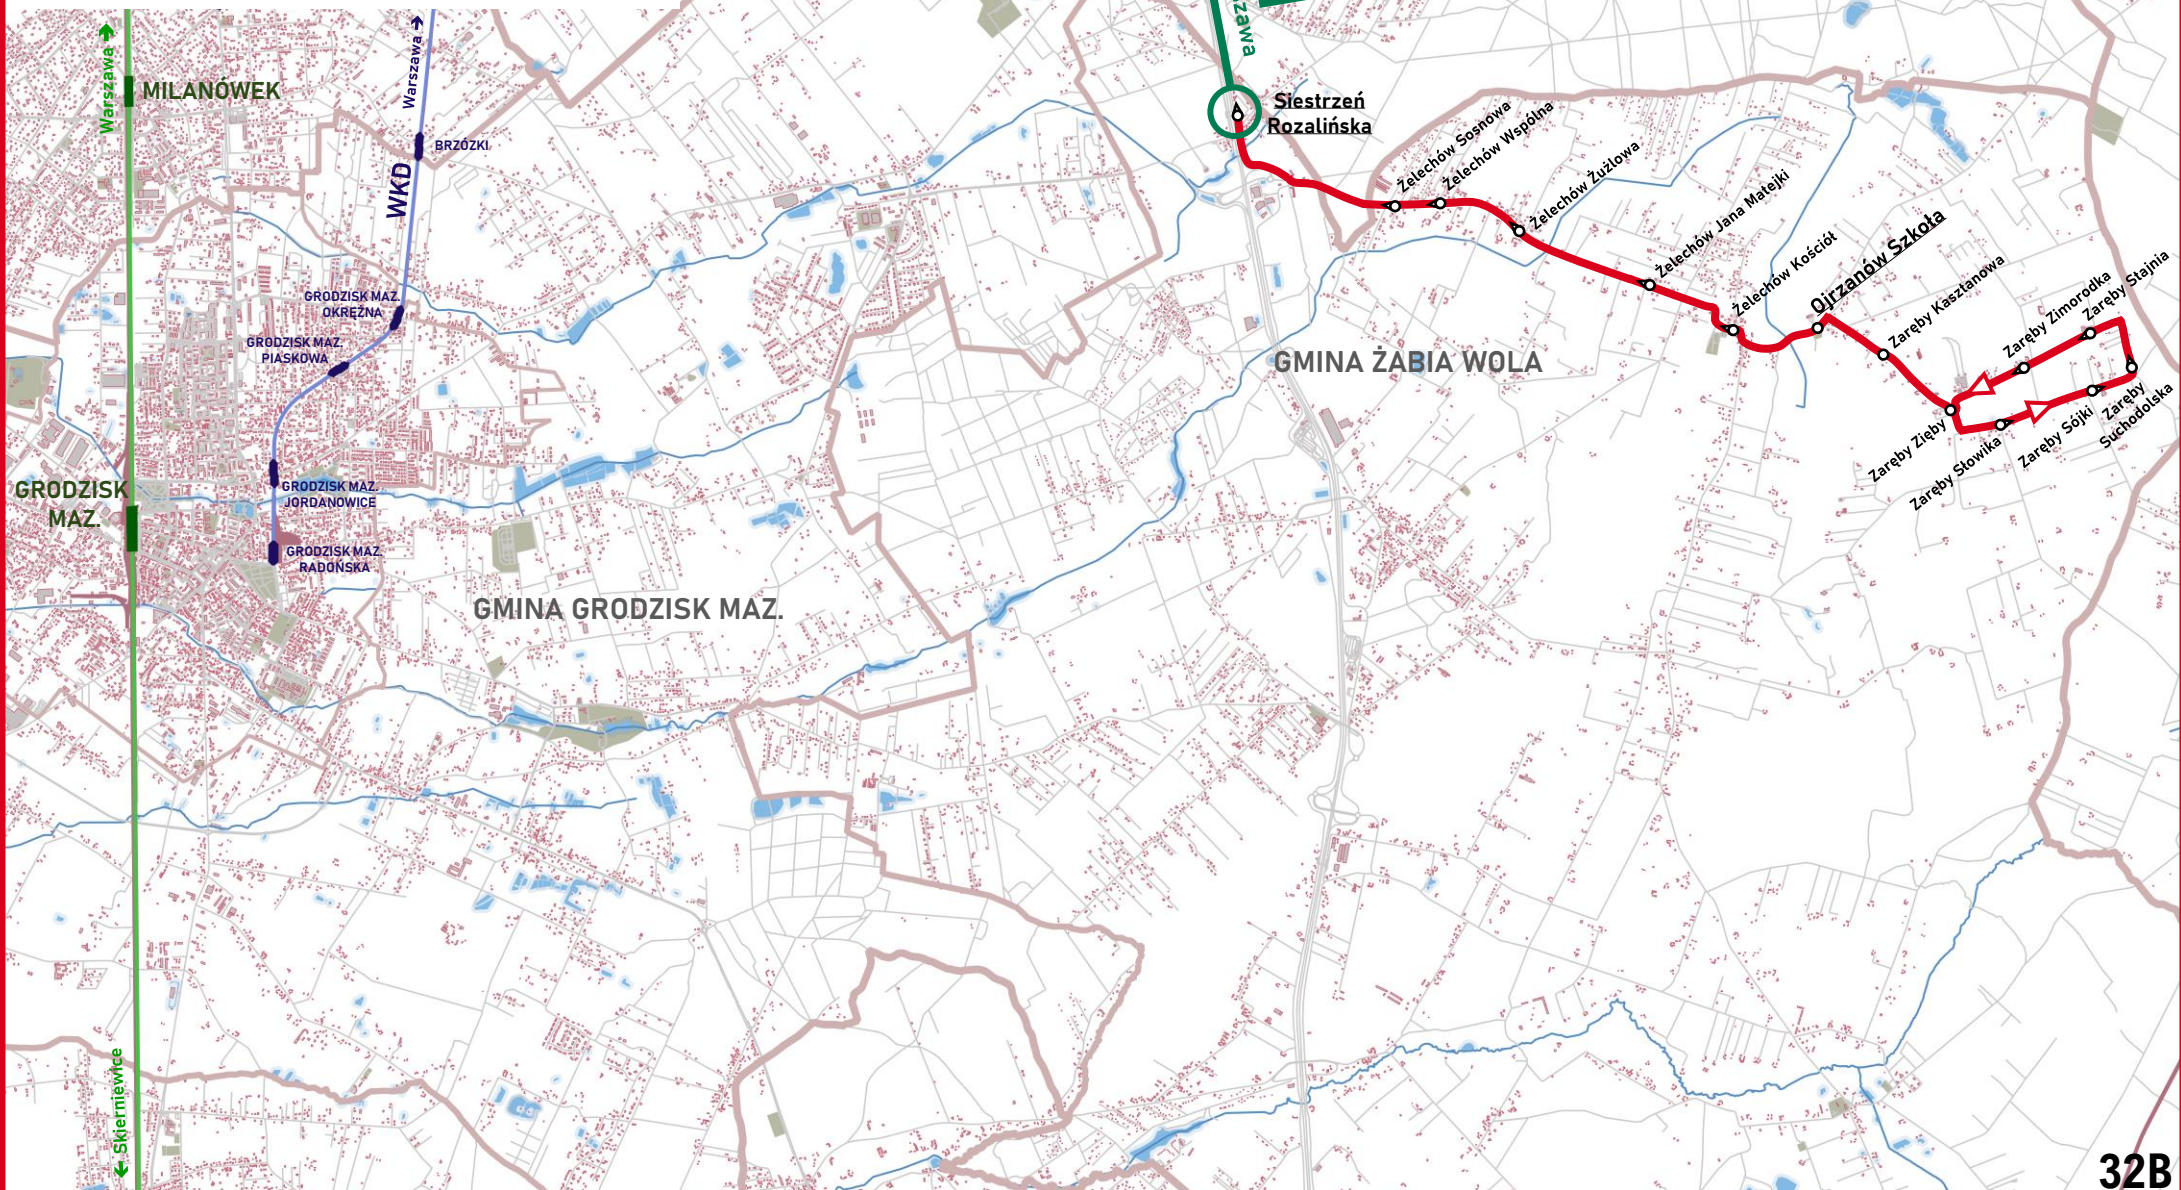 Warszawa →
MILANÓWEK
Warszawa →
BRZÓZKI
WKD
Siestrzeń
Rozalińska
Żelechów Sosnowa
Żelechów Wspólna
Żelechów Żużlowa
Żelechów Jana Matejki
Żelechów Kościół
Ojrzanów Szkoła
Zaręby Kasztanowa
Zaręby Zimorodka
Zaręby Stajnia
Zaręby Zięby
Zaręby Słowika
Zaręby Sójki
Zaręby
Suchodolska
GRODZISK MAZ.
OKRĘŻNA
GRODZISK MAZ.
PIASKOWA
GMINA ŻABIA WOLA
GRODZISK
MAZ.
GRODZISK MAZ.
JORDANOWICE
GRODZISK MAZ.
RADOŃSKA
GMINA GRODZISK MAZ.
← Skierniewice
32B